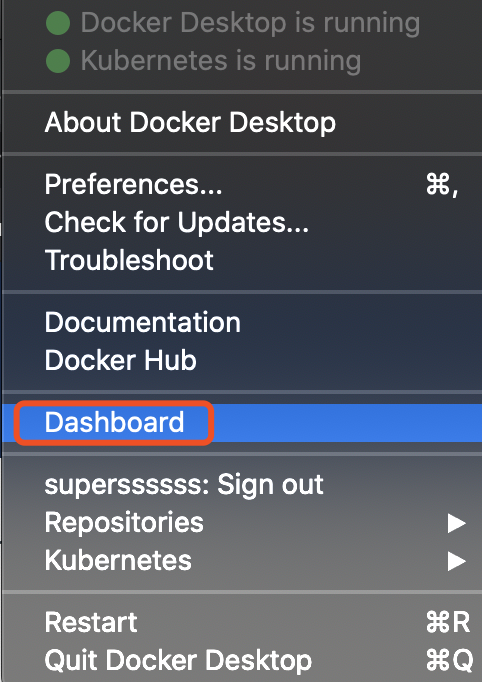 Docker Desktop is running
Kubernetes is running
About Docker Desktop
Preferences... ⌘,
Check for Updates...
Troubleshoot
Documentation
Docker Hub
Dashboard
superssssss: Sign out
Repositories ▶
Kubernetes ▶
Restart ⌘R
Quit Docker Desktop ⌘Q